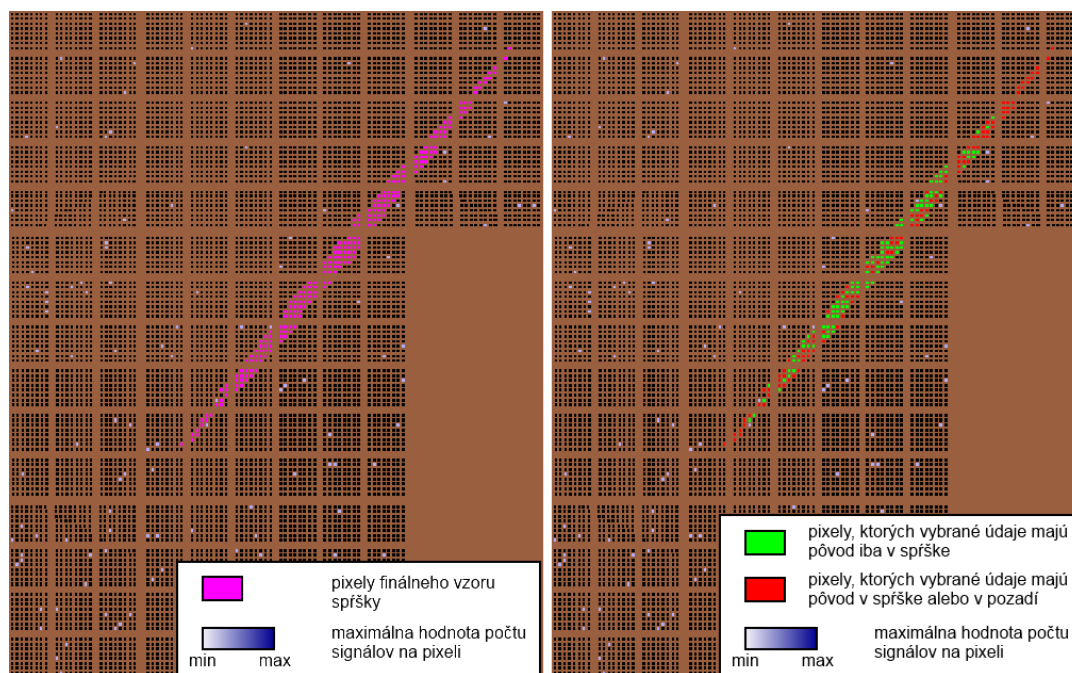 pixely finálneho vzoru
spŕšky
maximálna hodnota počtu
signálov na pixeli
min max
pixely, ktorých vybrané údaje majú
pôvod iba v spŕške
pixely, ktorých vybrané údaje majú
pôvod v spŕške alebo v pozadí
maximálna hodnota počtu
signálov na pixeli
min max